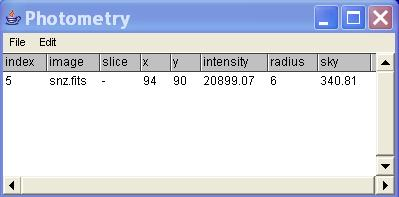 Photometry
File Edit
index image slice x y intensity radius sky
5 snz.fits - 94 90 20899.07 6 340.81